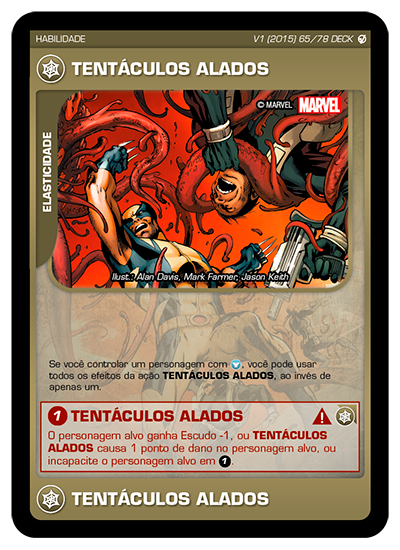 HABILIDADE
V1 (2015) 65/78 DECK
TENTÁCULOS ALADOS
© MARVEL MARVEL
ELASTICIDADE
Ilust.: Alan Davis, Mark Farmer, Jason Keith
Se você controlar um personagem com , você pode usar
todos os efeitos da ação TENTÁCULOS ALADOS, ao invés de
apenas um.
1 TENTÁCULOS ALADOS
O personagem alvo ganha Escudo -1, ou TENTÁCULOS
ALADOS causa 1 ponto de dano no personagem alvo, ou
incapacite o personagem alvo em 1.
TENTÁCULOS ALADOS